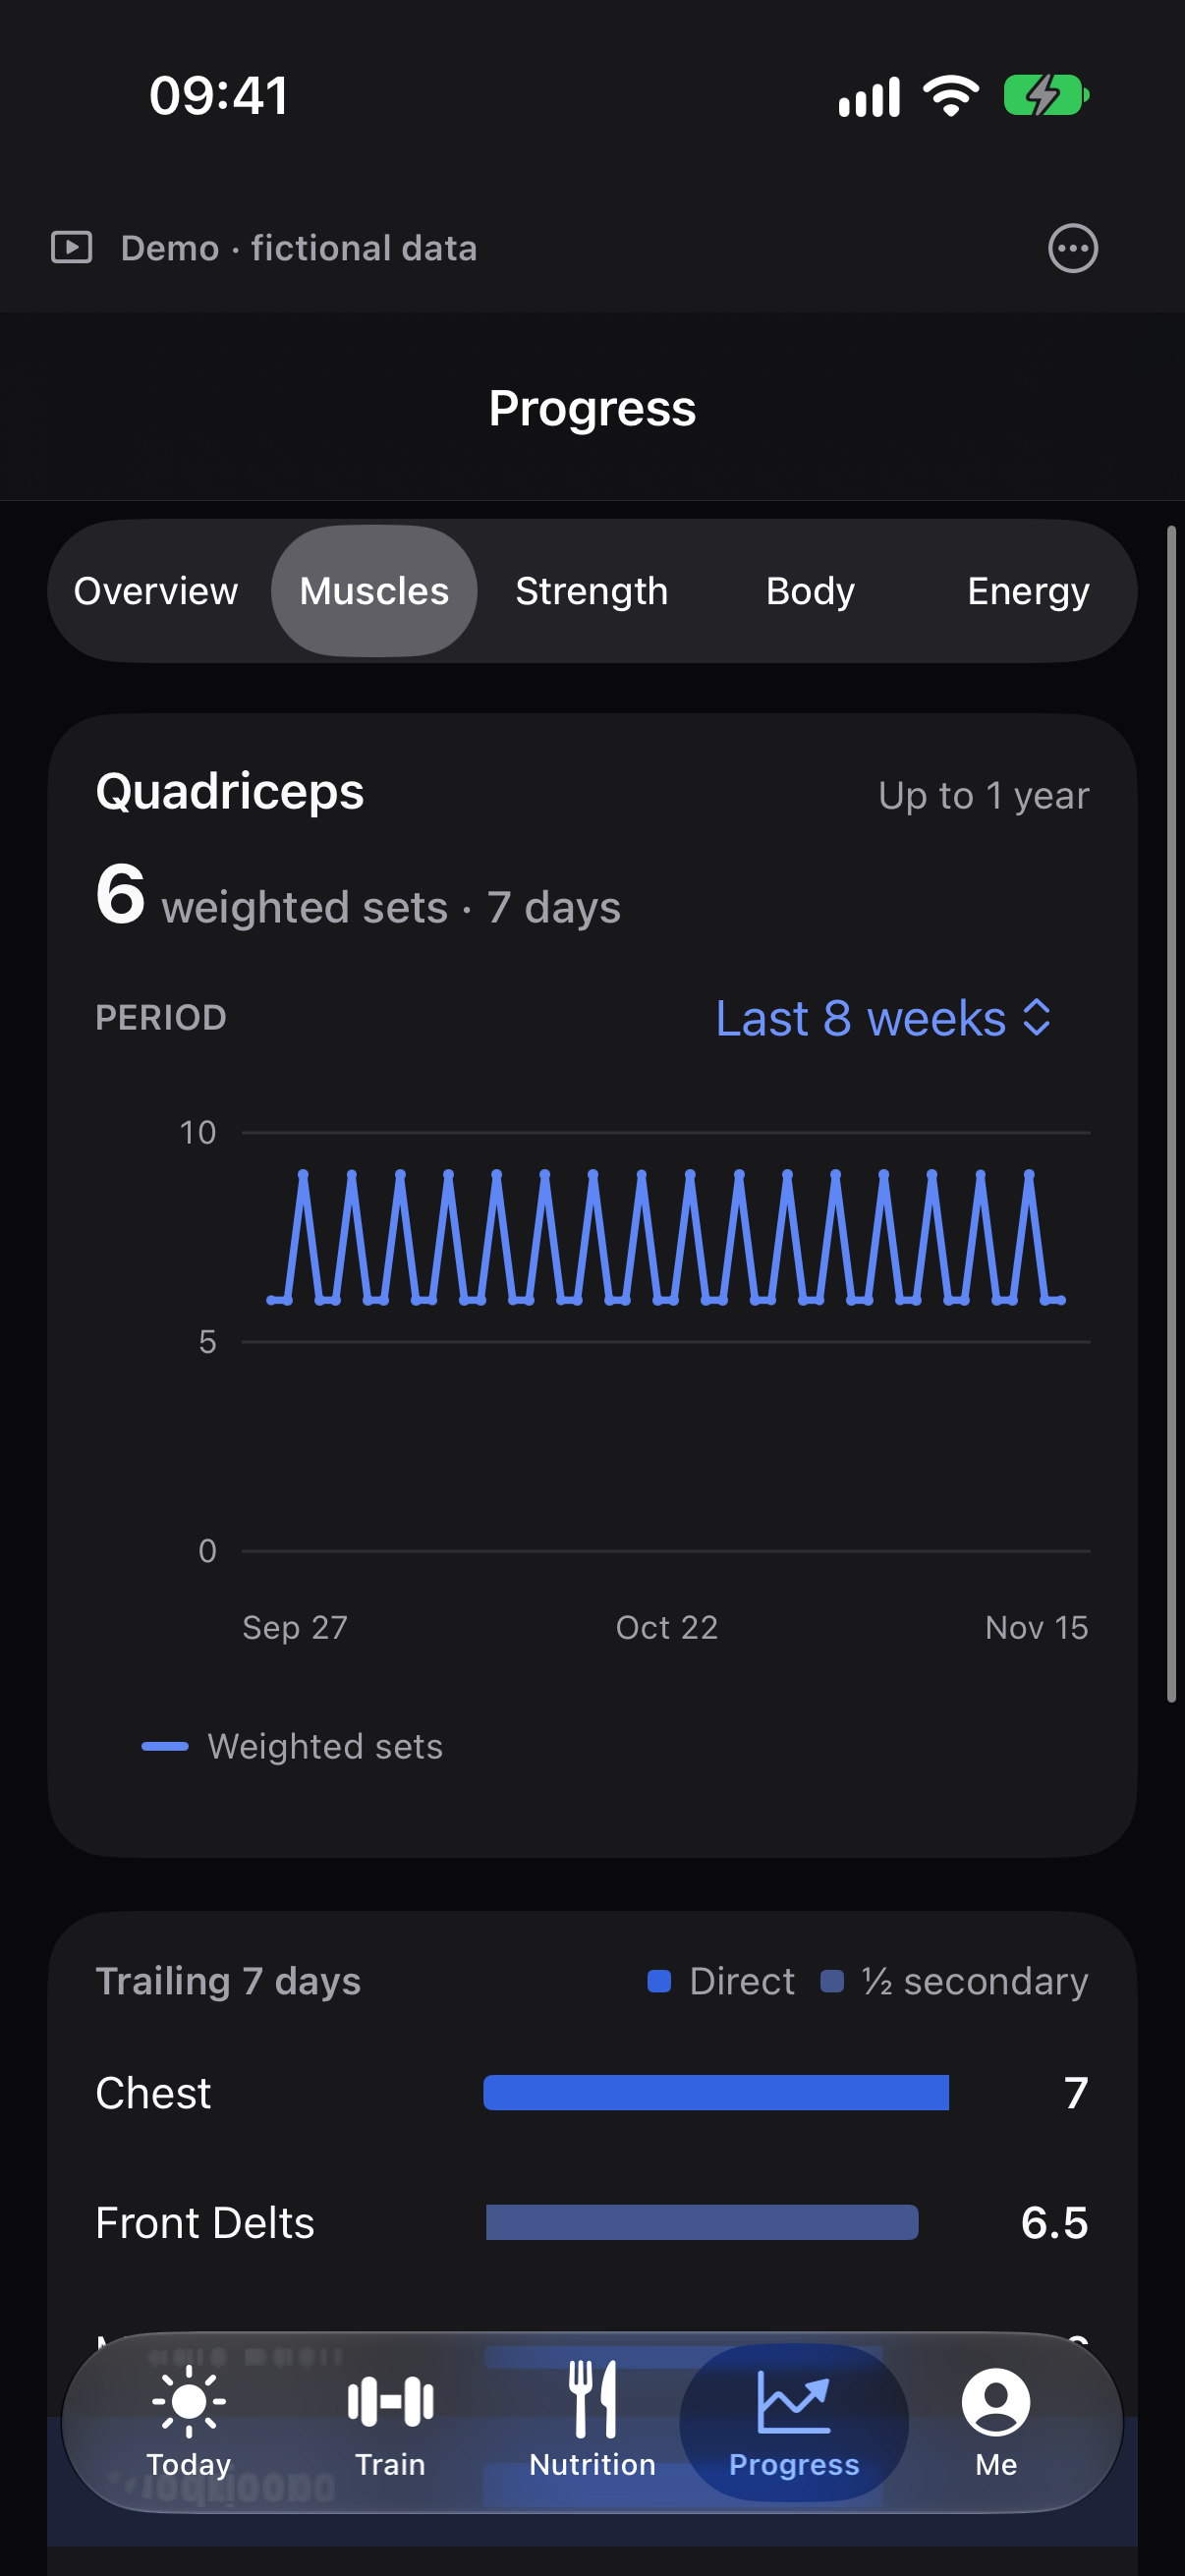 09:41
Demo · fictional data
Progress
Overview Muscles Strength Body Energy
Quadriceps Up to 1 year
6 weighted sets · 7 days
PERIOD Last 8 weeks
10
5
0
Sep 27 Oct 22 Nov 15
Weighted sets
Trailing 7 days Direct ½ secondary
Chest 7
Front Delts 6.5
Today Train Nutrition Progress Me